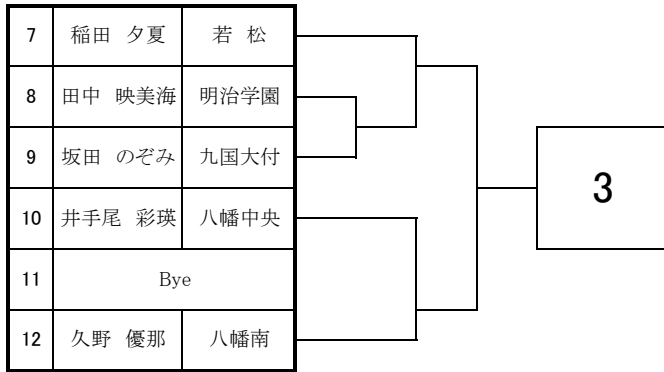 7 稲田 夕夏 若 松
8 田中 映美海 明治学園
9 坂田 のぞみ 九国大付
10 井手尾 彩瑛 八幡中央
11 Bye
12 久野 優那 八幡南
3